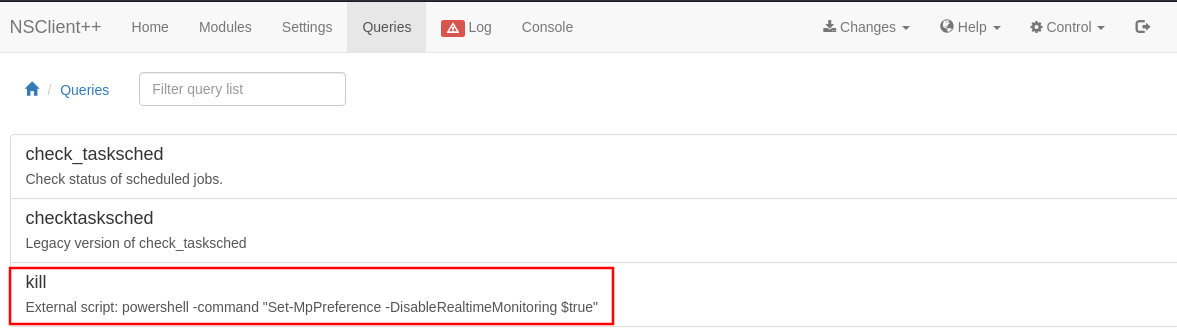 NSClient++ Home Modules Settings Queries Log Console Changes Help Control
/ Queries Filter query list
check_tasksched
Check status of scheduled jobs.
checktasksched
Legacy version of check_tasksched
kill
External script: powershell -command "Set-MpPreference -DisableRealtimeMonitoring $true"